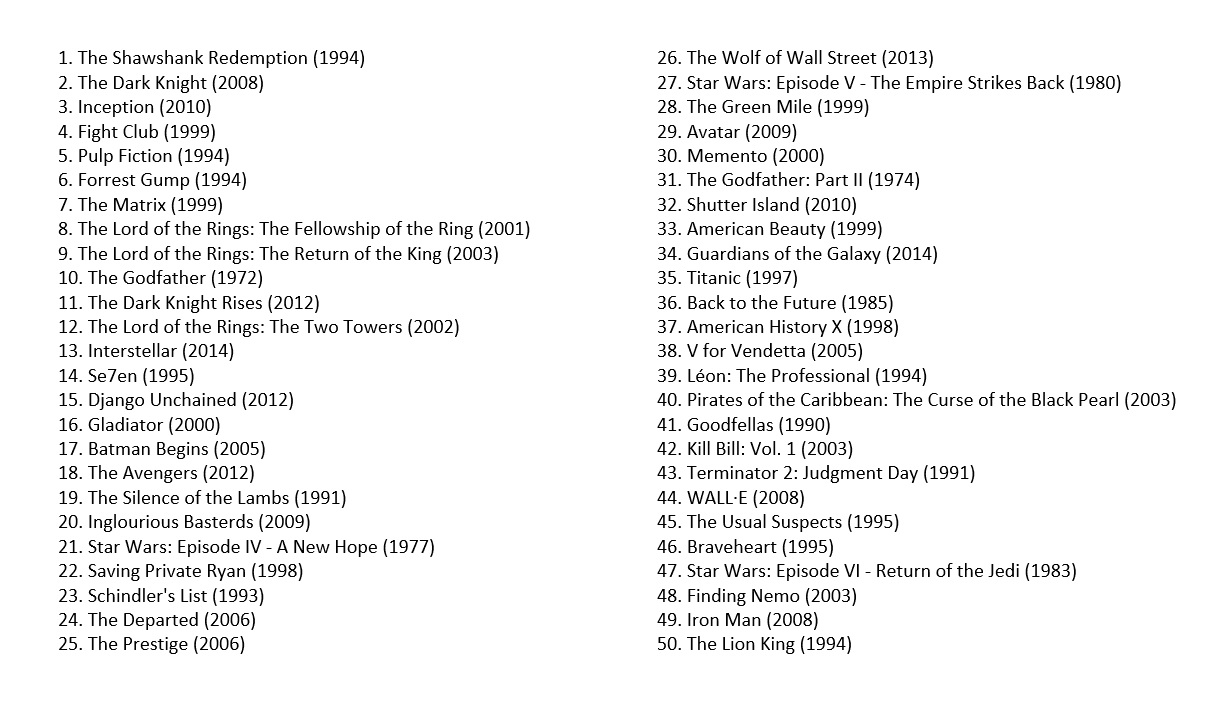 1. The Shawshank Redemption (1994)
2. The Dark Knight (2008)
3. Inception (2010)
4. Fight Club (1999)
5. Pulp Fiction (1994)
6. Forrest Gump (1994)
7. The Matrix (1999)
8. The Lord of the Rings: The Fellowship of the Ring (2001)
9. The Lord of the Rings: The Return of the King (2003)
10. The Godfather (1972)
11. The Dark Knight Rises (2012)
12. The Lord of the Rings: The Two Towers (2002)
13. Interstellar (2014)
14. Se7en (1995)
15. Django Unchained (2012)
16. Gladiator (2000)
17. Batman Begins (2005)
18. The Avengers (2012)
19. The Silence of the Lambs (1991)
20. Inglourious Basterds (2009)
21. Star Wars: Episode IV - A New Hope (1977)
22. Saving Private Ryan (1998)
23. Schindler's List (1993)
24. The Departed (2006)
25. The Prestige (2006)
26. The Wolf of Wall Street (2013)
27. Star Wars: Episode V - The Empire Strikes Back (1980)
28. The Green Mile (1999)
29. Avatar (2009)
30. Memento (2000)
31. The Godfather: Part II (1974)
32. Shutter Island (2010)
33. American Beauty (1999)
34. Guardians of the Galaxy (2014)
35. Titanic (1997)
36. Back to the Future (1985)
37. American History X (1998)
38. V for Vendetta (2005)
39. Léon: The Professional (1994)
40. Pirates of the Caribbean: The Curse of the Black Pearl (2003)
41. Goodfellas (1990)
42. Kill Bill: Vol. 1 (2003)
43. Terminator 2: Judgment Day (1991)
44. WALL·E (2008)
45. The Usual Suspects (1995)
46. Braveheart (1995)
47. Star Wars: Episode VI - Return of the Jedi (1983)
48. Finding Nemo (2003)
49. Iron Man (2008)
50. The Lion King (1994)